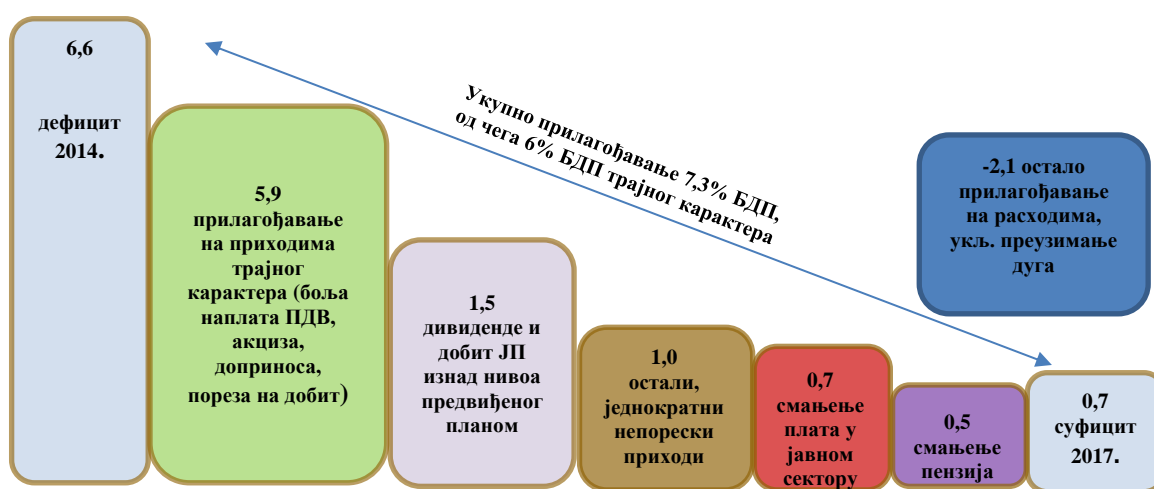 6,6
дефицит
2014.
5,9
прилагођавање
на приходима
трајног
карактера (боља
наплата ПДВ,
акциза,
доприноса,
пореза на добит)
1,5
дивиденде и
добит ЈП
изнад нивоа
предвиђеног
планом
Укупно прилагођавање 7,3% БДП,
од чега 6% БДП трајног карактера
1,0
остали,
једнократни
непорески
приходи
0,7
смањење
плата у
јавном
сектору
-2,1 остало
прилагођавање
на расходима,
укљ. преузимање
дуга
0,5
смањење
пензија
0,7
суфицит
2017.